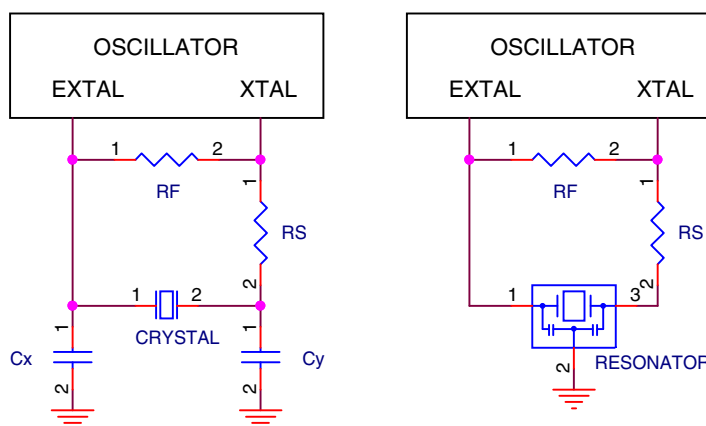 OSCILLATOR
EXTAL XTAL
1 2
RF
1
RS
2
1 2
CRYSTAL
1 1
Cx Cy
2 2
OSCILLATOR
EXTAL XTAL
1 2
RF
1
RS
2
1 3
RESONATOR
2